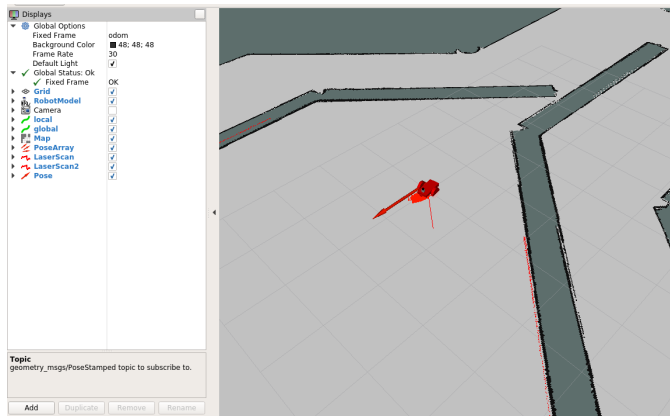 Displays
Global Options
Fixed Frame odom
Background Color 48; 48; 48
Frame Rate 30
Default Light
Global Status: Ok
Fixed Frame OK
Grid
RobotModel
Camera
local
global
Map
PoseArray
LaserScan
LaserScan2
Pose
Topic
geometry_msgs/PoseStamped topic to subscribe to.
Add Duplicate Remove Rename